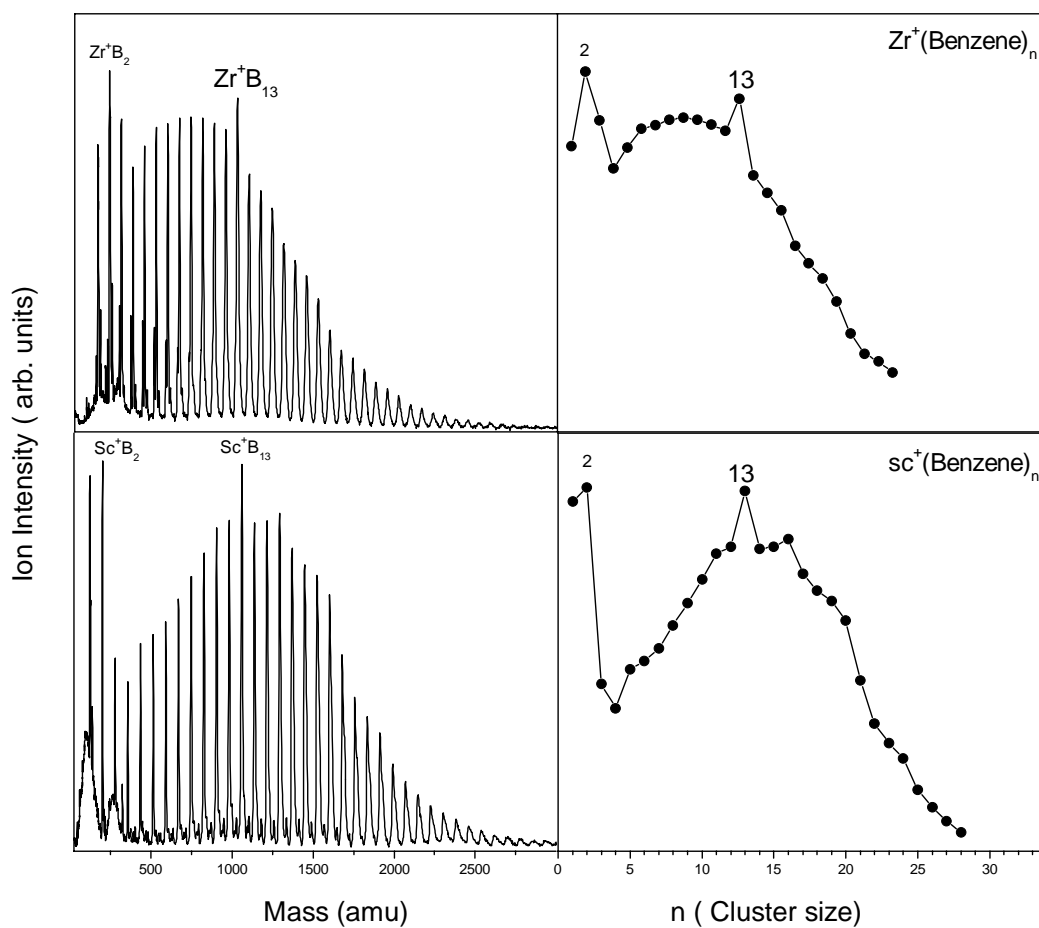 Zr⁺B₂
Zr⁺B₁₃
2
13
Zr⁺(Benzene)ₙ
Sc⁺B₂
Sc⁺B₁₃
2
13
sc⁺(Benzene)ₙ
Ion Intensity ( arb. units)
500 1000 1500 2000 2500
0 5 10 15 20 25 30
Mass (amu)
n ( Cluster size)